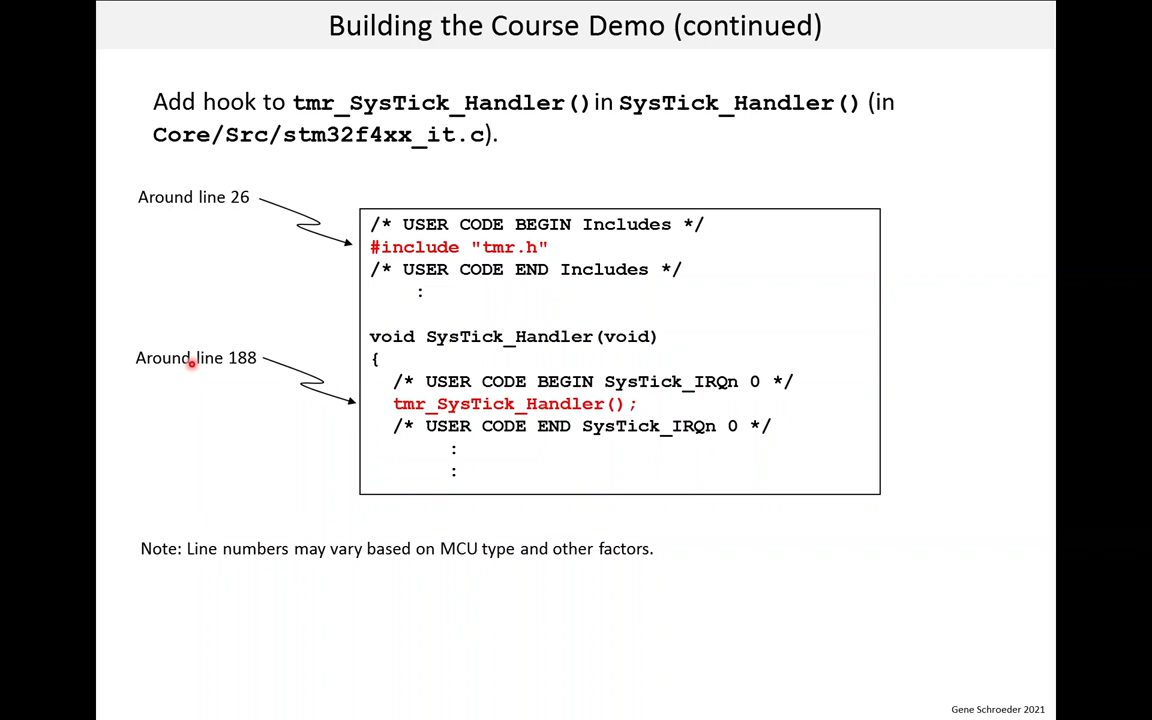 Building the Course Demo (continued)
Add hook to tmr_SysTick_Handler() in SysTick_Handler() (in
Core/Src/stm32f4xx_it.c).
Around line 26
/* USER CODE BEGIN Includes */
#include "tmr.h"
/* USER CODE END Includes */
:
void SysTick_Handler(void)
Around line 188
{
/* USER CODE BEGIN SysTick_IRQn 0 */
tmr_SysTick_Handler();
/* USER CODE END SysTick_IRQn 0 */
:
:
Note: Line numbers may vary based on MCU type and other factors.
Gene Schroeder 2021